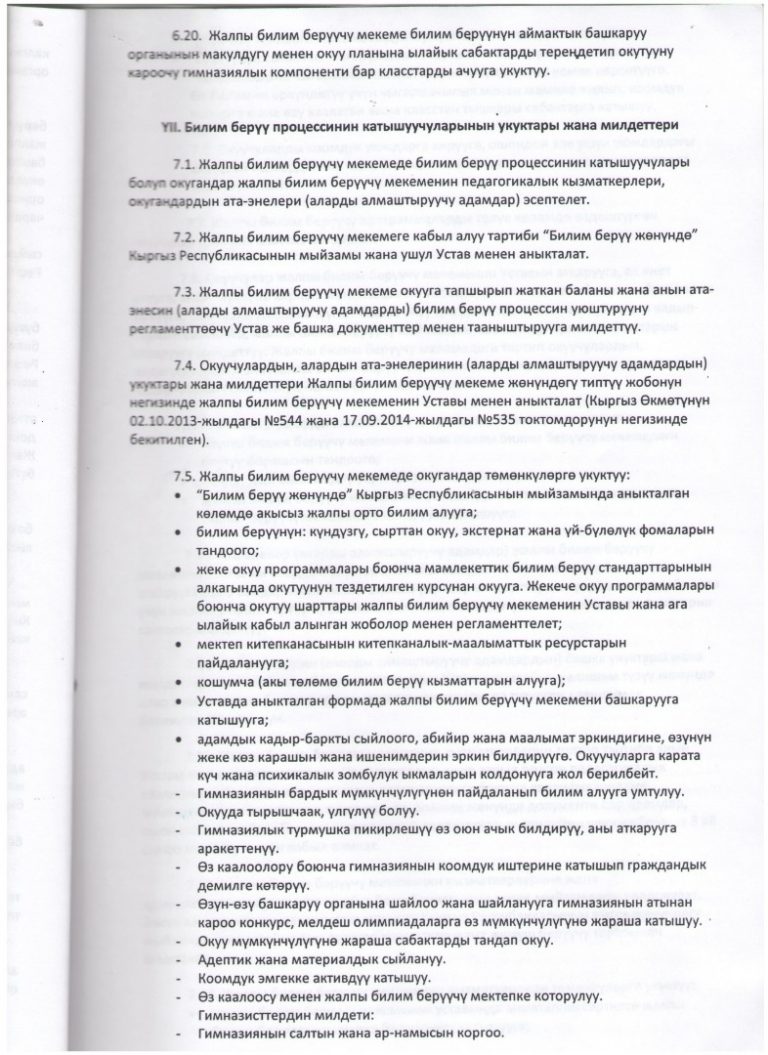 6.20. Жалпы билим берүүчү мекеме билим берүүнүн аймактык башкаруу
органынын макулдугу менен окуу планына ылайык сабактарды тереңдетип окутууну
кароочу гимназиялык компоненти бар класстарды ачууга укуктуу.
YII. Билим берүү процессинин катышуучуларынын укуктары жана милдеттери
7.1. Жалпы билим берүүчү мекемеде билим берүү процессинин катышуучулары
болуп окугандар жалпы билим берүүчү мекеменин педагогикалык кызматкерлери,
окугандардын ата-энелери (аларды алмаштыруучу адамдар) эсептелет.
7.2. Жалпы билим берүүчү мекемеге кабыл алуу тартиби “Билим берүү жөнүндө”
Кыргыз Республикасынын мыйзамы жана ушул Устав менен аныкталат.
7.3. Жалпы билим берүүчү мекеме окууга тапшырып жаткан баланы жана анын ата-
энесин (аларды алмаштыруучу адамдарды) билим берүү процессин уюштурууну
регламенттөөчү Устав же башка документтер менен тааныштырууга милдеттүү.
7.4. Окуучулардын, алардын ата-энелеринин (аларды алмаштыруучу адамдардын)
укуктары жана милдеттери Жалпы билим берүүчү мекеме жөнүндөгү типтүү жобонун
негизинде жалпы билим берүүчү мекеменин Уставы менен аныкталат (Кыргыз Өкмөтүнүн
02.10.2013-жылдагы №544 жана 17.09.2014-жылдагы №535 токтомдорунун негизинде
бекитилген).
7.5. Жалпы билим берүүчү мекемеде окугандар төмөнкүлөргө укуктуу:
• “Билим берүү жөнүндө” Кыргыз Республикасынын мыйзамында аныкталган
көлөмдө акысыз жалпы орто билим алууга;
• билим берүүнүн: күндүзгү, сырттан окуу, экстернат жана үй-бүлөлүк фомаларын
тандоого;
• жеке окуу программалары боюнча мамлекеттик билим берүү стандарттарынын
алкагында окутуунун тездетилген курсунан окууга. Жекече окуу программалары
боюнча окутуу шарттары жалпы билим берүүчү мекеменин Уставы жана ага
ылайык кабыл алынган жоболор менен регламенттелет;
• мектеп китепканасынын китепканалык-маалыматтык ресурстарын
пайдаланууга;
• кошумча (акы төлөмө билим берүү кызматтарын алууга);
• Уставда аныкталган формада жалпы билим берүүчү мекемени башкарууга
катышууга;
• адамдык кадыр-баркты сыйлоого, абийир жана маалымат эркиндигине, өзүнүн
жеке көз карашын жана ишенимдерин эркин билдирүүгө. Окуучуларга карата
күч жана психикалык зомбулук ыкмаларын колдонууга жол берилбейт.
- Гимназиянын бардык мүмкүнчүлүгүнөн пайдаланып билим алууга умтулуу.
- Окууда тырышчаак, үлгүлүү болуу.
- Гимназиялык турмушка пикирлешүү өз оюн ачык билдирүү, аны аткарууга
аракеттенүү.
- Өз каалоолору боюнча гимназиянын коомдук иштерине катышып граждандык
демилге көтөрүү.
- Өзүн-өзү башкаруу органына шайлоо жана шайланууга гимназиянын атынан
кароо конкурс, мелдеш олимпиадаларга өз мүмкүнчүлүгүнө жараша катышуу.
- Окуу мүмкүнчүлүгүнө жараша сабактарды тандап окуу.
- Адептик жана материалдык сыйлануу.
- Коомдук эмгекке активдүү катышуу.
- Өз каалоосу менен жалпы билим берүүчү мектепке которулуу.
Гимназисттердин милдети:
- Гимназиянын салтын жана ар-намысын коргоо.